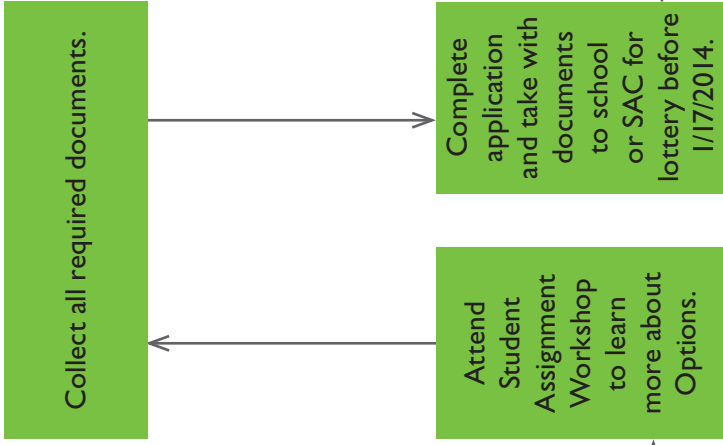 Collect all required documents.
Attend
Student
Assignment
Workshop
to learn
more about
Options.
Complete
application
and take with
documents
to school
or SAC for
lottery before
1/17/2014.